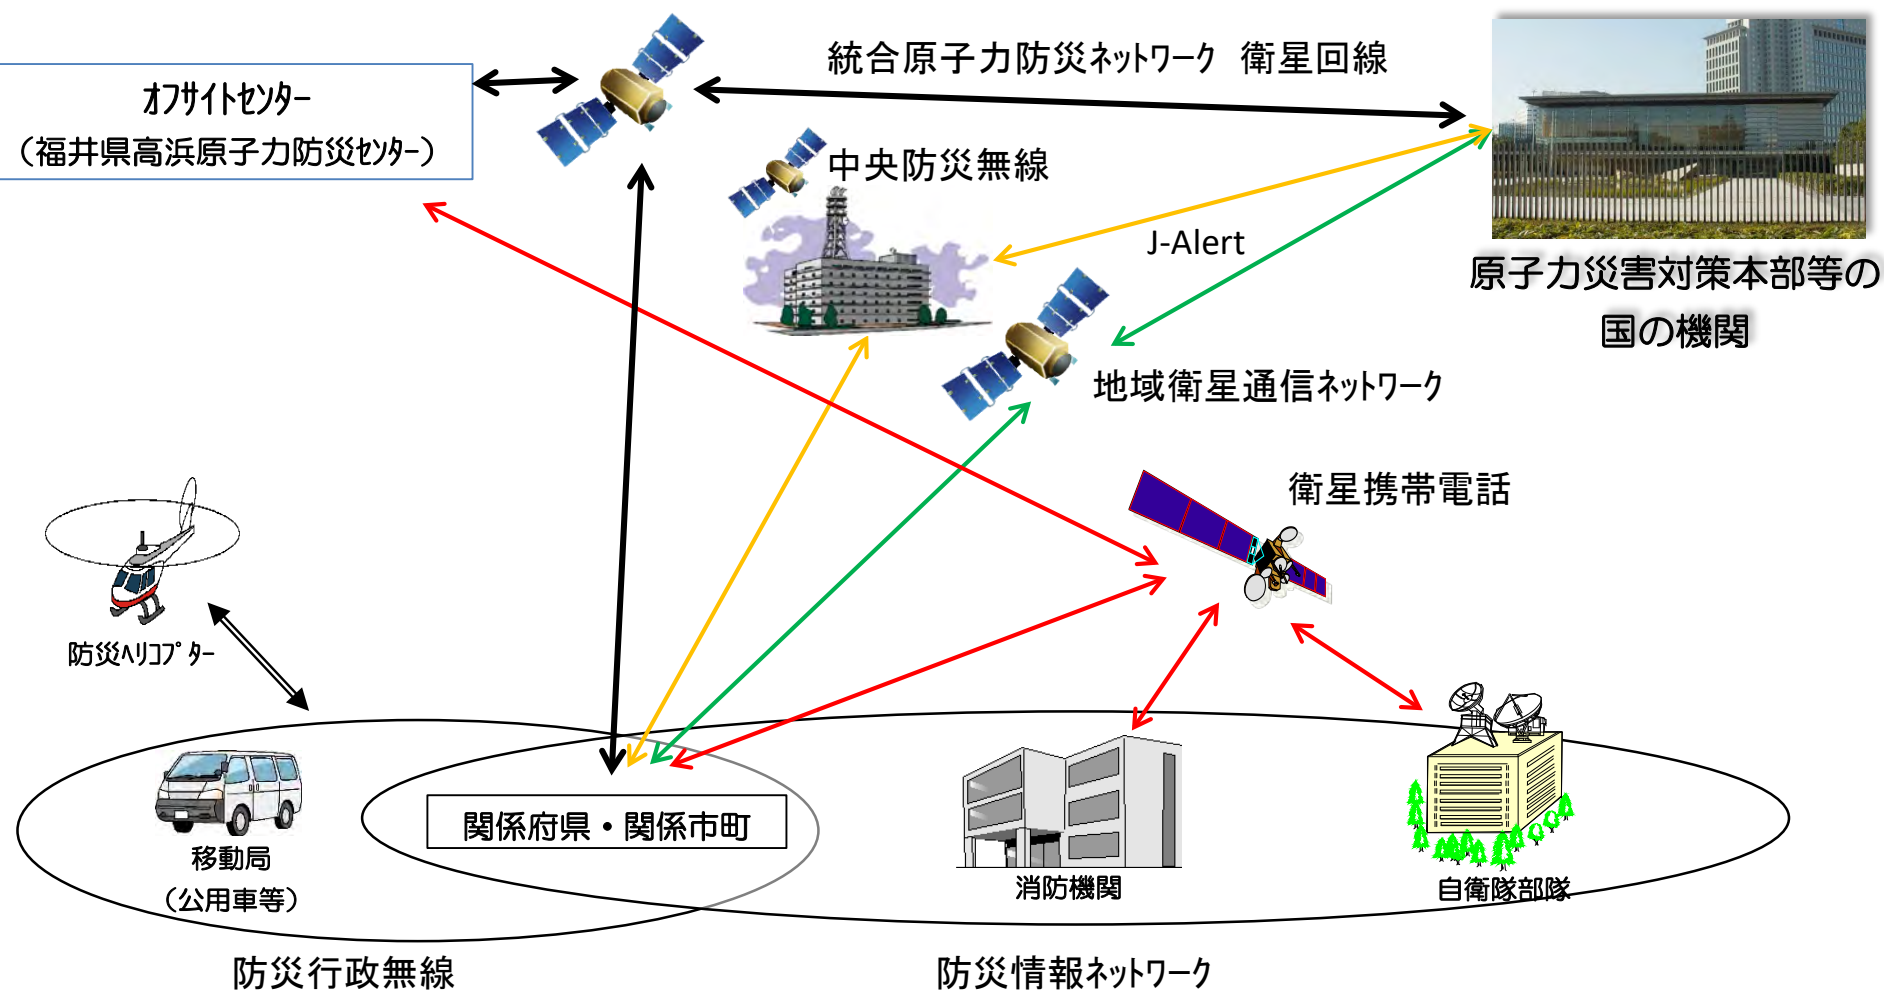 統合原子力防災ネットワーク 衛星回線
オフサイトセンター
（福井県高浜原子力防災センター）
中央防災無線
J-Alert
原子力災害対策本部等の
国の機関
地域衛星通信ネットワーク
衛星携帯電話
防災ヘリコプター
関係府県・関係市町
移動局
（公用車等）
消防機関
自衛隊部隊
防災行政無線
防災情報ネットワーク